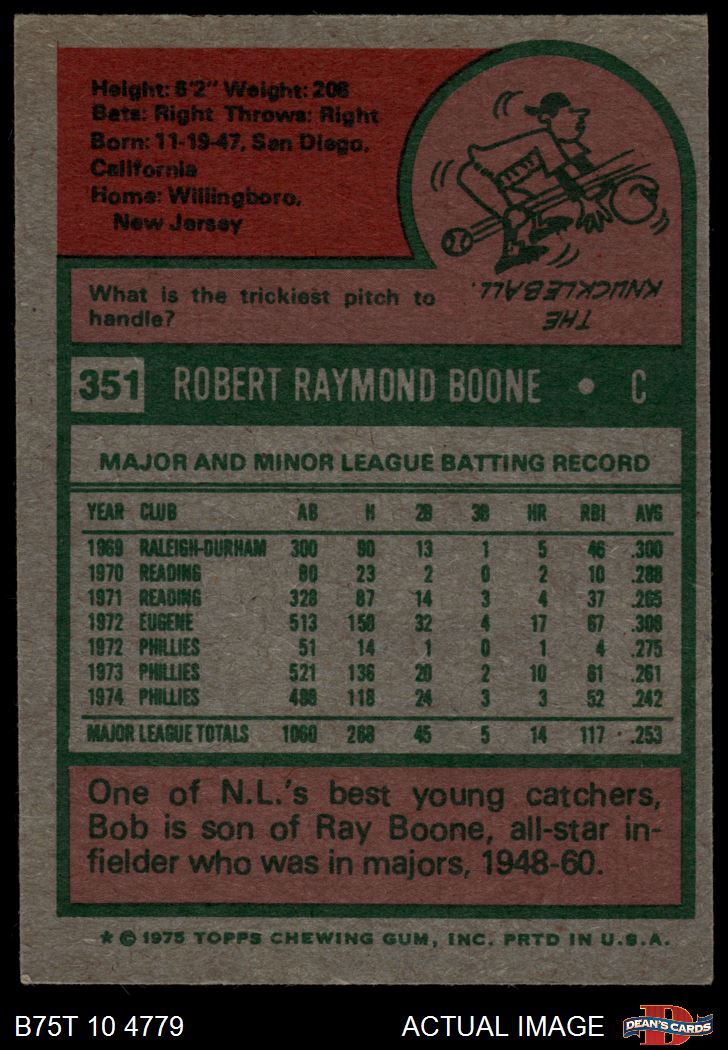 Height: 6'2" Weight: 206
Bats: Right Throws: Right
Born: 11-19-47, San Diego,
California
Home: Willingboro,
New Jersey
What is the trickiest pitch to
handle?
THE
KNUCKLEBALL.
351 ROBERT RAYMOND BOONE • C
MAJOR AND MINOR LEAGUE BATTING RECORD
YEAR CLUB AB H 2B 3B HR RBI AVG
1969 RALEIGH-DURHAM 300 90 13 1 5 46 .300
1970 READING 80 23 2 0 2 10 .288
1971 READING 328 87 14 3 4 37 .265
1972 EUGENE 513 158 32 4 17 67 .308
1972 PHILLIES 51 14 1 0 1 4 .275
1973 PHILLIES 521 136 20 2 10 61 .261
1974 PHILLIES 488 118 24 3 3 52 .242
MAJOR LEAGUE TOTALS 1060 268 45 5 14 117 .253
One of N.L.'s best young catchers,
Bob is son of Ray Boone, all-star in-
fielder who was in majors, 1948-60.
* © 1975 TOPPS CHEWING GUM, INC. PRTD IN U.S.A.
B75T 10 4779 ACTUAL IMAGE
D
DEAN'S CARDS